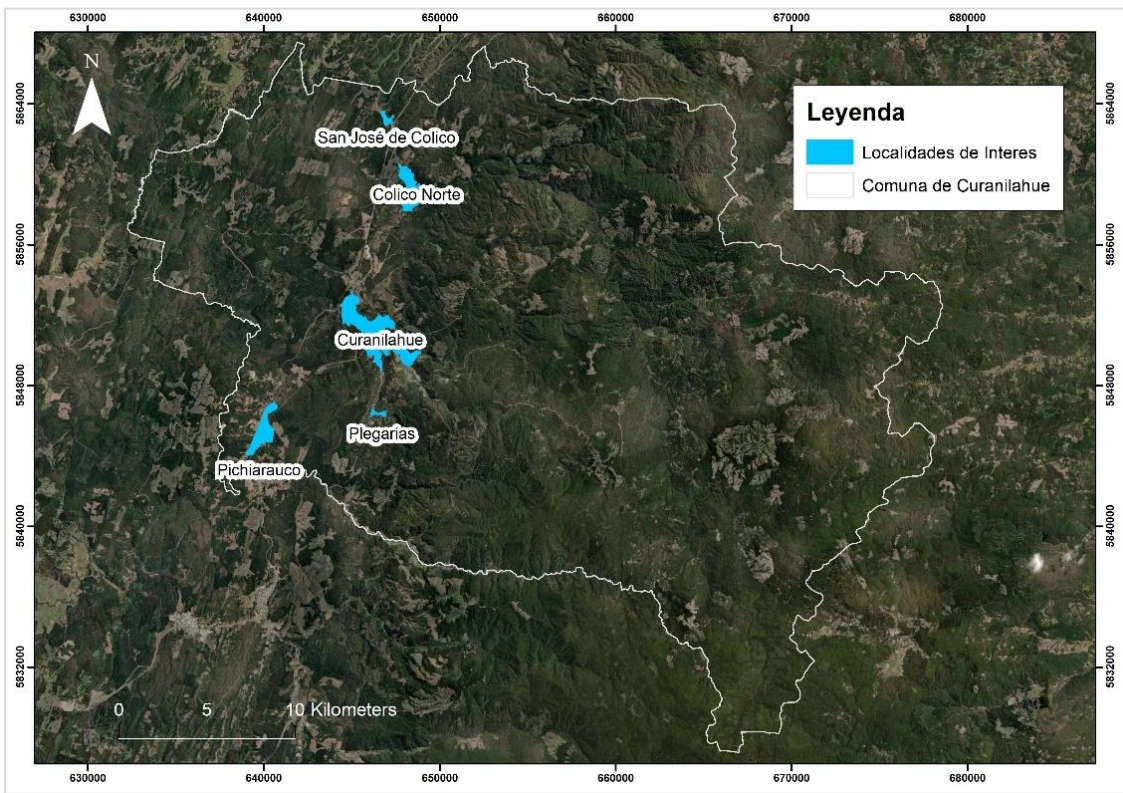 630000 640000 650000 660000 670000 680000
N
5864000 5864000
Leyenda
San José de Colico
Localidades de Interes
Colico Norte
Comuna de Curanilahue
5856000 5856000
Curanilahue
5848000 5848000
Plegarias
Pichiarauco
5840000 5840000
5832000 5832000
0 5 10 Kilometers
630000 640000 650000 660000 670000 680000